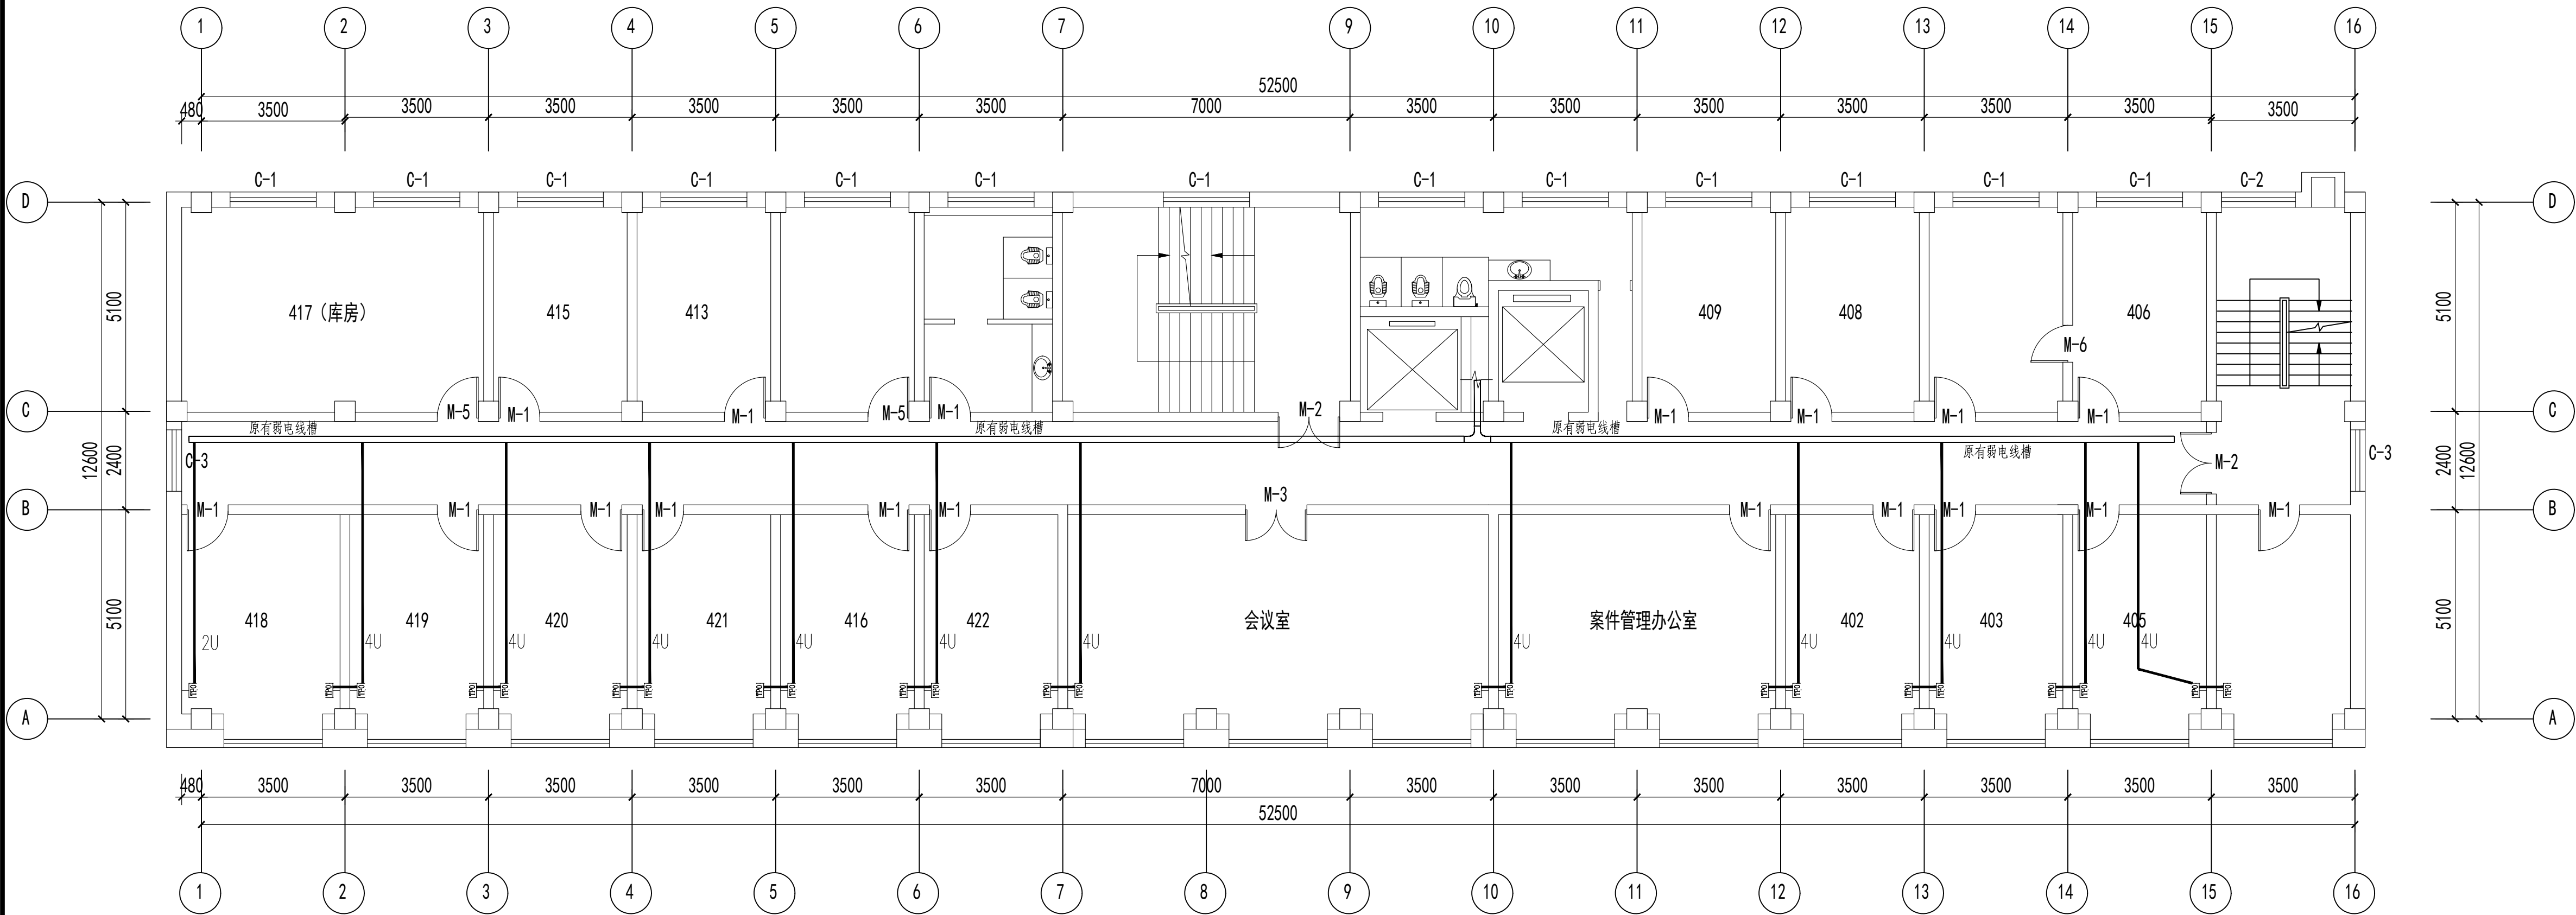 1 2 3 4 5 6 7 9 10 11 12 13 14 15 16
52500
480 3500 3500 3500 3500 3500 3500 7000 3500 3500 3500 3500 3500 3500 3500
C-1 C-1 C-1 C-1 C-1 C-1 C-1 C-1 C-1 C-1 C-1 C-1 C-1 C-2
D D
5100 417（库房） 415 413 409 408 406 5100
M-6
C M-5 M-1 M-1 M-5 M-1 M-2 M-1 M-1 M-1 M-1 C
原有弱电线槽 原有弱电线槽 原有弱电线槽
原有弱电线槽
12600 2400 C-3 M-2 C-3 2400 12600
M-3
B M-1 M-1 M-1 M-1 M-1 M-1 M-1 M-1 M-1 M-1 M-1 B
5100 418 419 420 421 416 422 会议室 案件管理办公室 402 403 405 5100
2U 4U 4U 4U 4U 4U 4U 4U 4U 4U 4U 4U
A A
480 3500 3500 3500 3500 3500 3500 7000 3500 3500 3500 3500 3500 3500 3500
52500
1 2 3 4 5 6 7 8 9 10 11 12 13 14 15 16